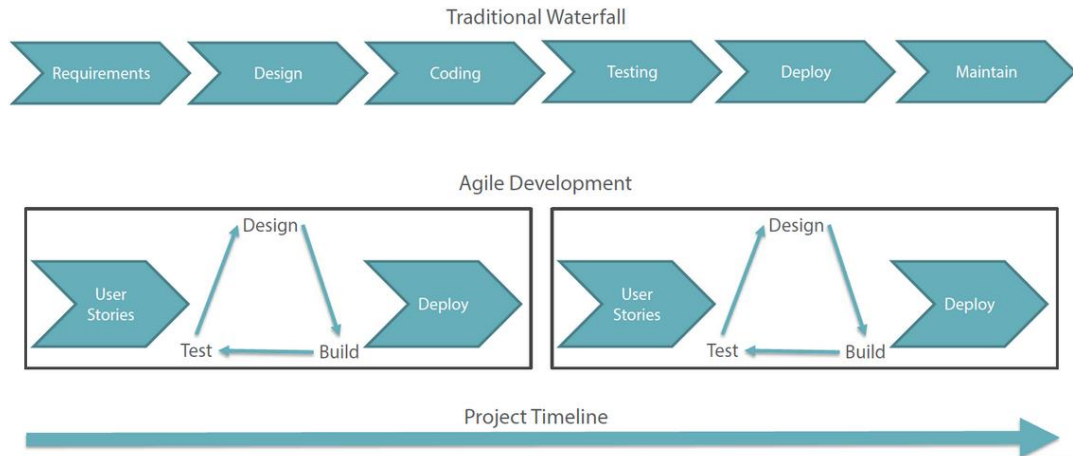 Traditional Waterfall
Requirements
Design
Coding
Testing
Deploy
Maintain
Agile Development
Design
User
Stories
Deploy
Test
Build
Design
User
Stories
Deploy
Test
Build
Project Timeline